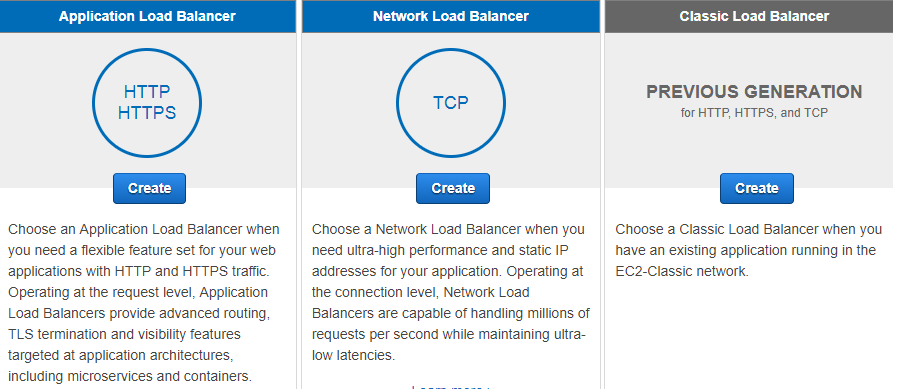 Application Load Balancer
HTTP
HTTPS
Create
Choose an Application Load Balancer when
you need a flexible feature set for your web
applications with HTTP and HTTPS traffic.
Operating at the request level, Application
Load Balancers provide advanced routing,
TLS termination and visibility features
targeted at application architectures,
including microservices and containers.
Network Load Balancer
TCP
Create
Choose a Network Load Balancer when you
need ultra-high performance and static IP
addresses for your application. Operating at
the connection level, Network Load
Balancers are capable of handling millions of
requests per second while maintaining ultra-
low latencies.
Learn more
Classic Load Balancer
PREVIOUS GENERATION
for HTTP, HTTPS, and TCP
Create
Choose a Classic Load Balancer when you
have an existing application running in the
EC2-Classic network.